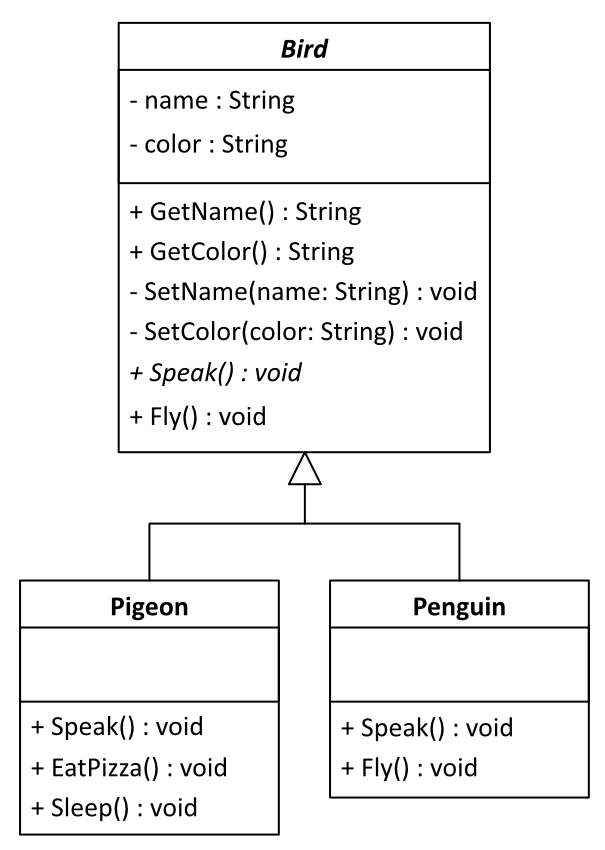 Bird
- name : String
- color : String
+ GetName() : String
+ GetColor() : String
- SetName(name: String) : void
- SetColor(color: String) : void
+ Speak() : void
+ Fly() : void
Pigeon
+ Speak() : void
+ EatPizza() : void
+ Sleep() : void
Penguin
+ Speak() : void
+ Fly() : void